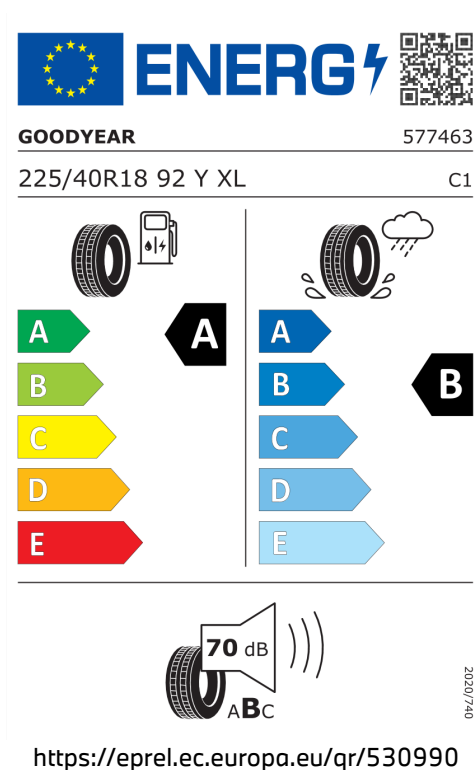 ENERG
GOODYEAR 577463
225/40R18 92 Y XL C1
A A A
B B B
C C
D D
E E
70 dB
ABC
2020/740
https://eprel.ec.europa.eu/qr/530990